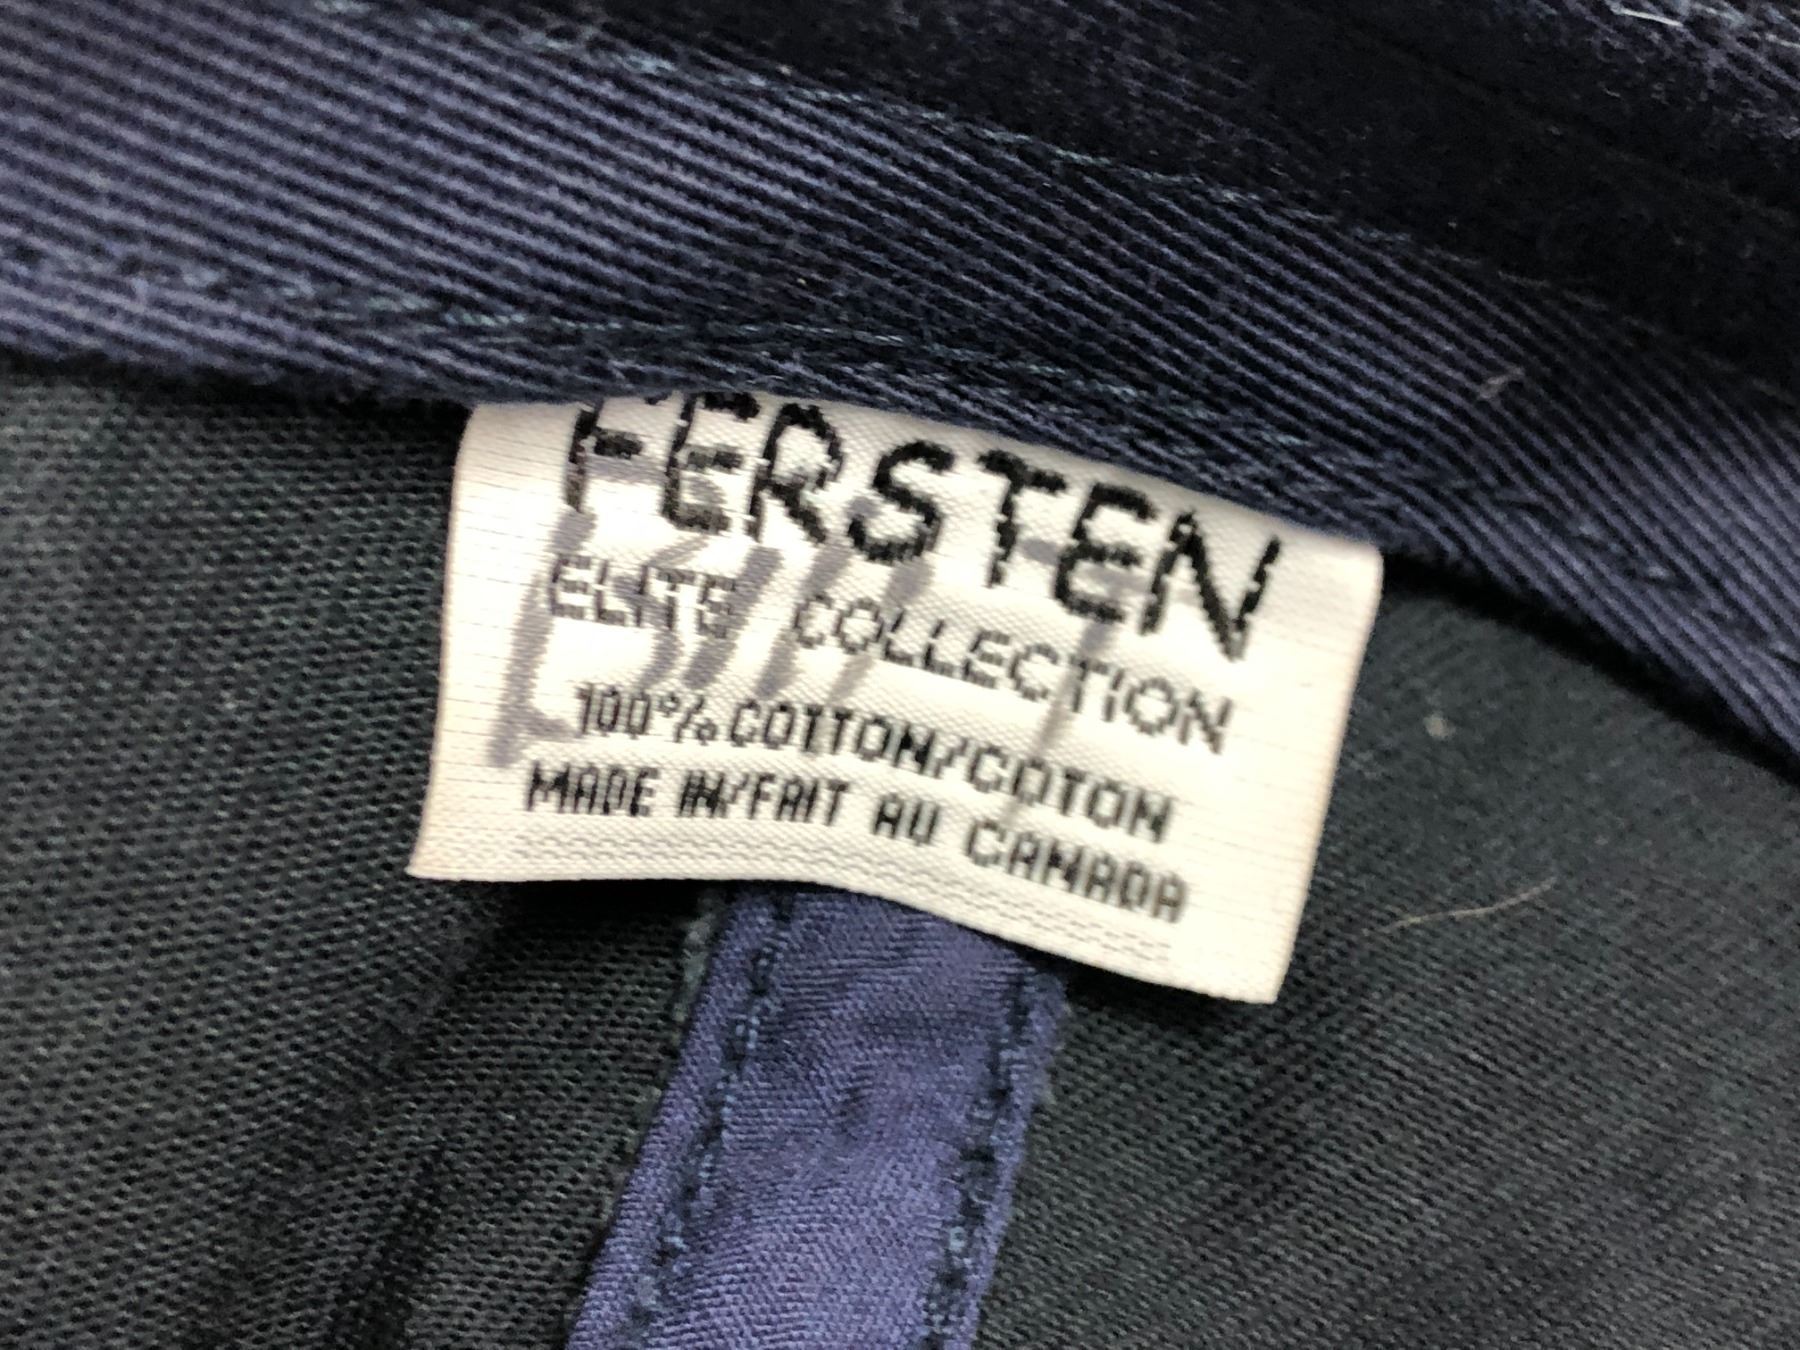 FERSTEN
ELITE COLLECTION
100% COTTON/COTON
MADE IN/FAIT AU CANADA